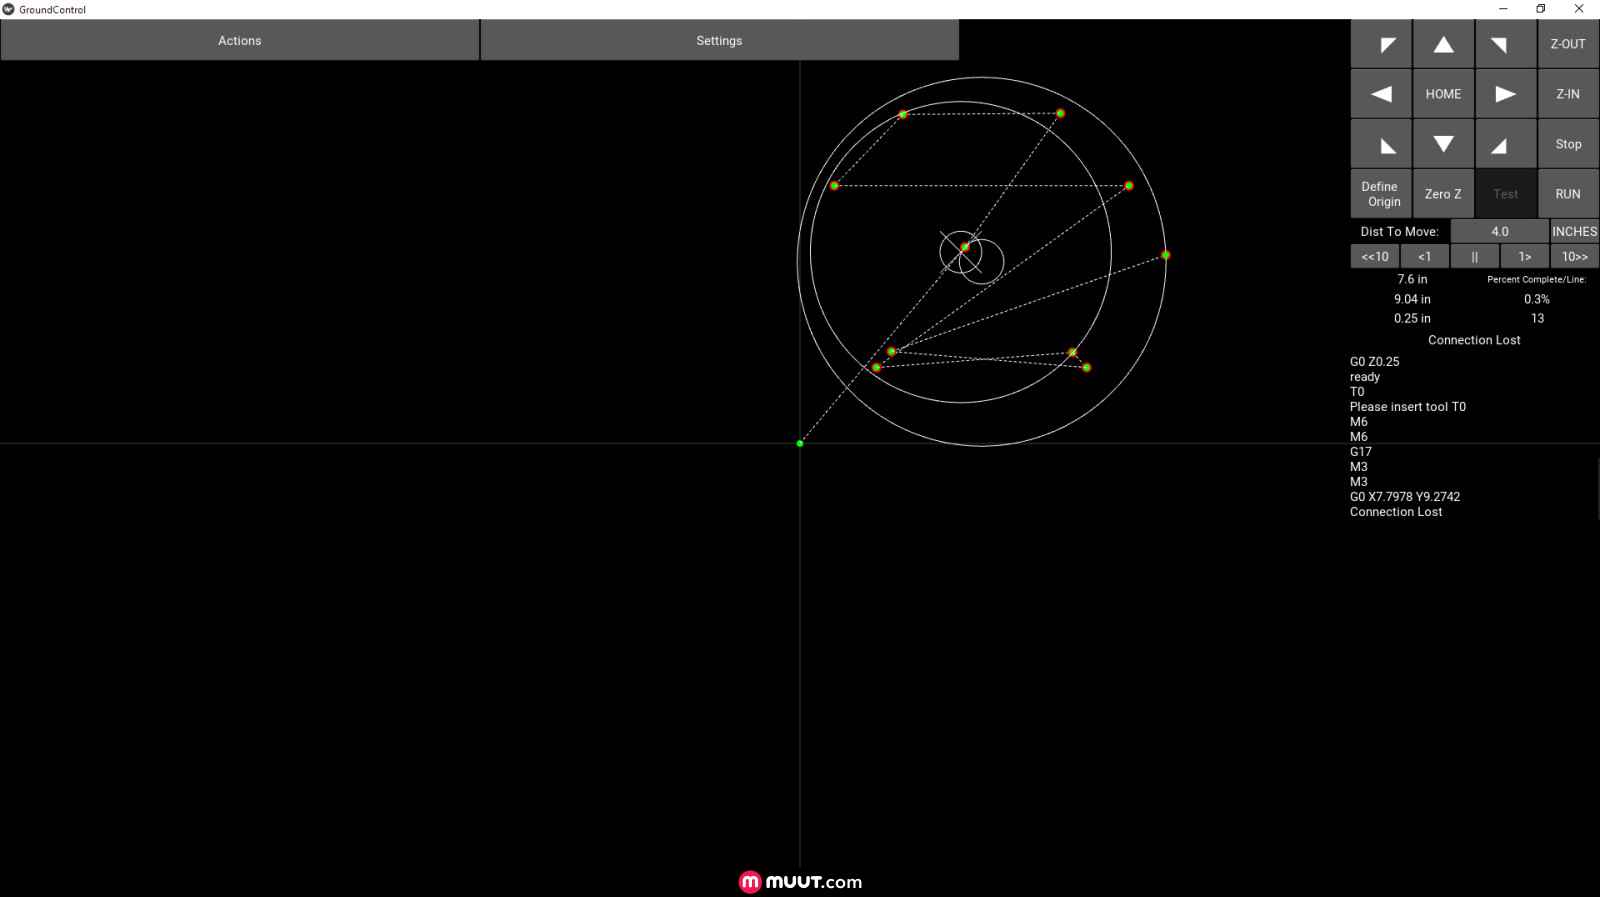 GroundControl
Actions
Settings
Z-OUT
HOME
Z-IN
Stop
Define
Origin
Zero Z
Test
RUN
Dist To Move:
4.0
INCHES
<<10
<1
||
1>
10>>
7.6 in
Percent Complete/Line:
9.04 in
0.3%
0.25 in
13
Connection Lost
G0 Z0.25
ready
T0
Please insert tool T0
M6
M6
G17
M3
M3
G0 X7.7978 Y9.2742
Connection Lost
m muut.com